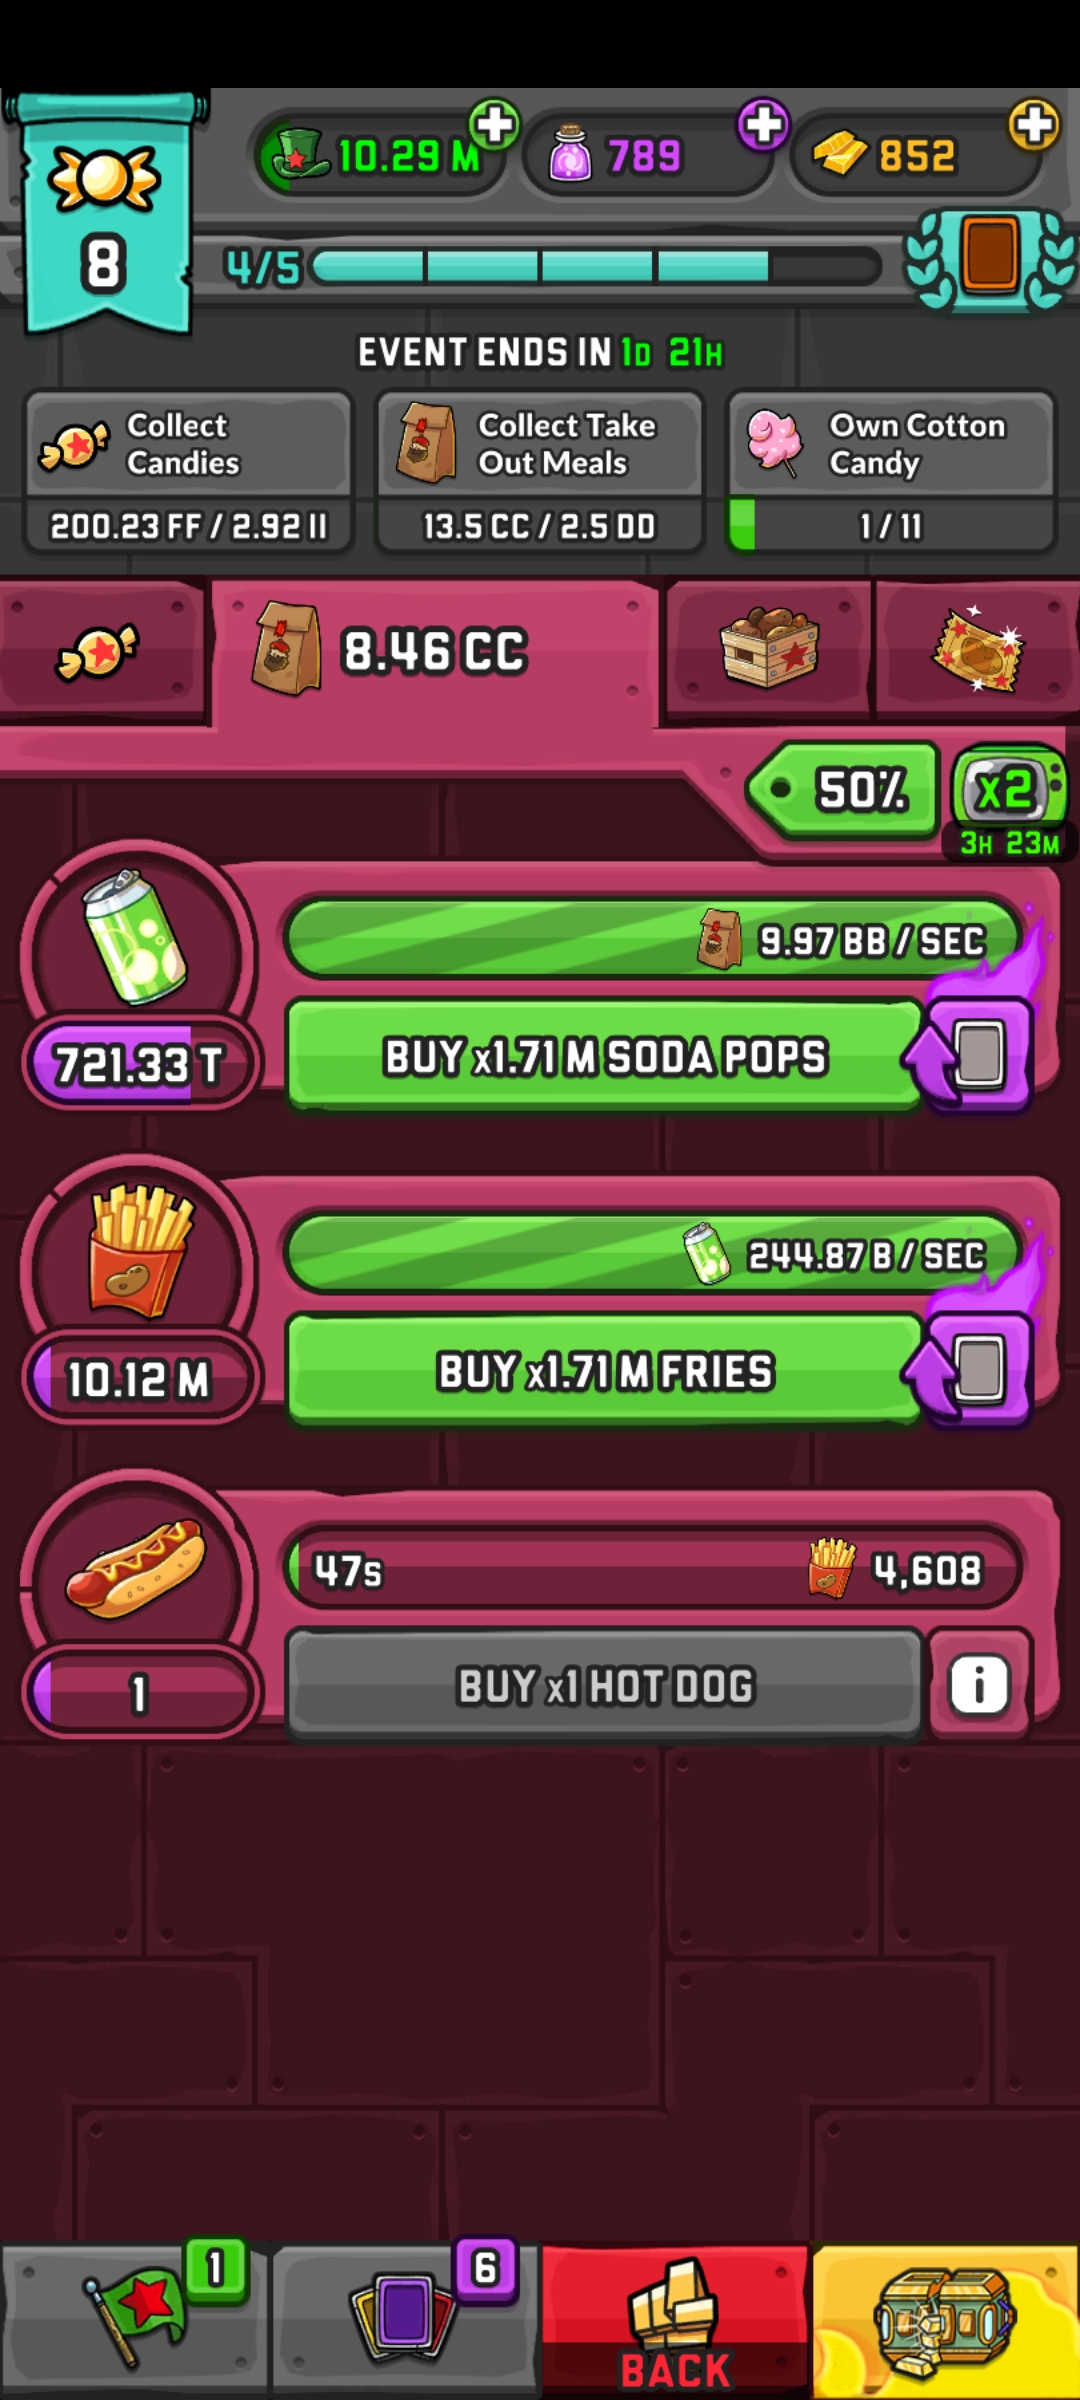 10.29 M
789
852
8
4/5
EVENT ENDS IN 1D 21H
Collect
Candies
200.23 FF / 2.92 II
Collect Take
Out Meals
13.5 CC / 2.5 DD
Own Cotton
Candy
1 / 11
8.46 CC
50%
x2
3H 23M
9.97 BB / SEC
721.33 T
BUY x1.71 M SODA POPS
244.87 B / SEC
10.12 M
BUY x1.71 M FRIES
47s
4,608
1
BUY x1 HOT DOG
i
1
6
BACK